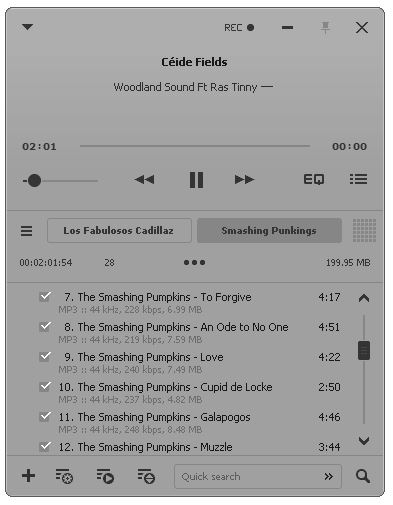 REC
Céide Fields
Woodland Sound Ft Ras Tinny —
02:01 00:00
EQ
Los Fabulosos Cadillaz Smashing Punkings
00:02:01:54 28 199.95 MB
7. The Smashing Pumpkins - To Forgive 4:17
MP3 :: 44 kHz, 228 kbps, 6.99 MB
8. The Smashing Pumpkins - An Ode to No One 4:51
MP3 :: 44 kHz, 219 kbps, 7.59 MB
9. The Smashing Pumpkins - Love 4:22
MP3 :: 44 kHz, 240 kbps, 7.49 MB
10. The Smashing Pumpkins - Cupid de Locke 2:50
MP3 :: 44 kHz, 237 kbps, 4.82 MB
11. The Smashing Pumpkins - Galapogos 4:46
MP3 :: 44 kHz, 248 kbps, 8.48 MB
12. The Smashing Pumpkins - Muzzle 3:44
Quick search